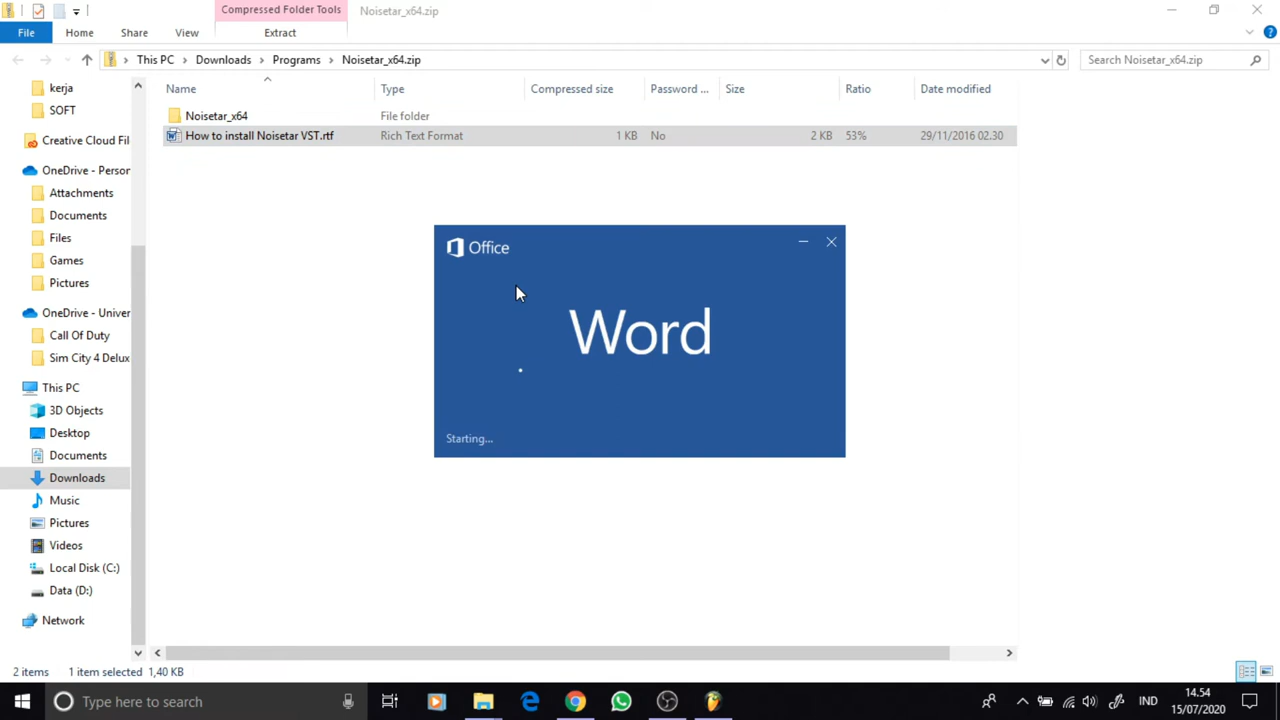 Compressed Folder Tools
Noisetar_x64.zip
File
Home
Share
View
Extract
This PC
Downloads
Programs
Noisetar_x64.zip
Search Noisetar_x64.zip
Name
Type
Compressed size
Password ...
Size
Ratio
Date modified
Noisetar_x64
File folder
How to install Noisetar VST.rtf
Rich Text Format
1 KB
No
2 KB
53%
29/11/2016 02.30
kerja
SOFT
Creative Cloud Fil
OneDrive - Person
Attachments
Documents
Files
Games
Pictures
OneDrive - Univer
Call Of Duty
Sim City 4 Delux
This PC
3D Objects
Desktop
Documents
Downloads
Music
Pictures
Videos
Local Disk (C:)
Data (D:)
Network
Office
Word
Starting...
2 items
1 item selected 1,40 KB
Type here to search
IND
14.54
15/07/2020